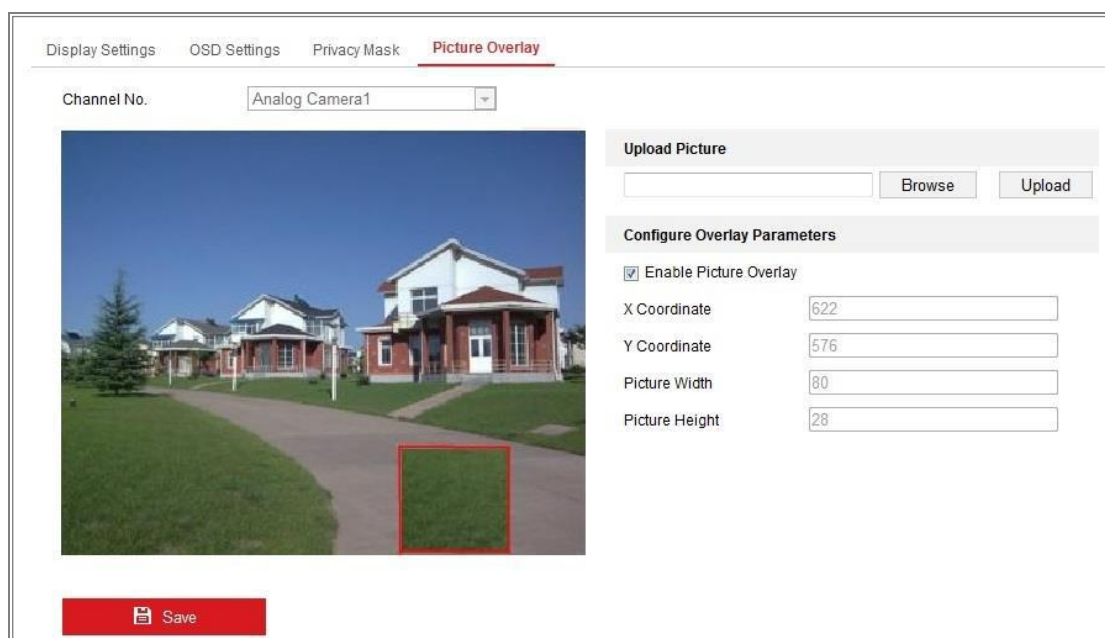 Display Settings OSD Settings Privacy Mask Picture Overlay
Channel No. Analog Camera1
Upload Picture
Browse Upload
Configure Overlay Parameters
Enable Picture Overlay
X Coordinate 622
Y Coordinate 576
Picture Width 80
Picture Height 28
Save